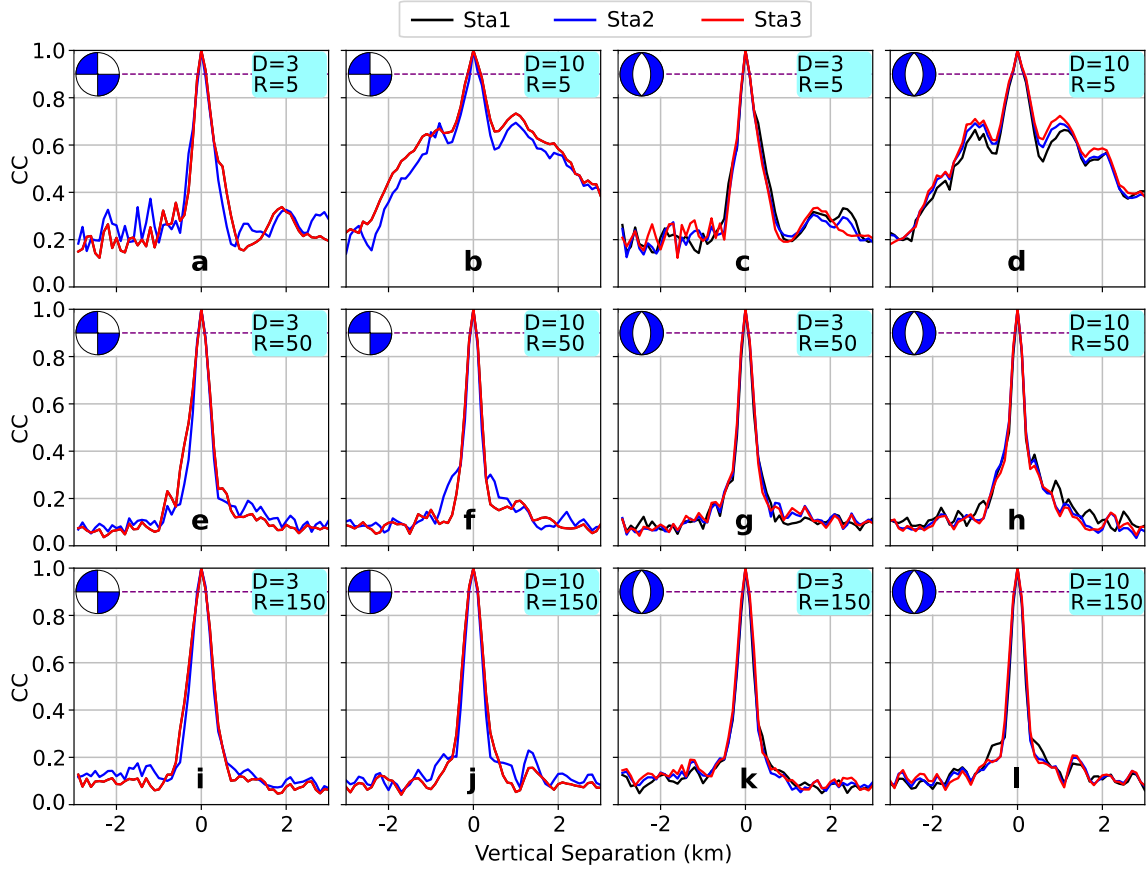 Sta1 Sta2 Sta3
1.0
0.8
0.6
0.4
0.2
0.0
CC
D=3
R=5
a
D=10
R=5
b
D=3
R=5
c
D=10
R=5
d
1.0
0.8
0.6
0.4
0.2
0.0
CC
D=3
R=50
e
D=10
R=50
f
D=3
R=50
g
D=10
R=50
h
1.0
0.8
0.6
0.4
0.2
0.0
CC
D=3
R=150
i
D=10
R=150
j
D=3
R=150
k
D=10
R=150
l
-2 0 2 -2 0 2 -2 0 2 -2 0 2
Vertical Separation (km)